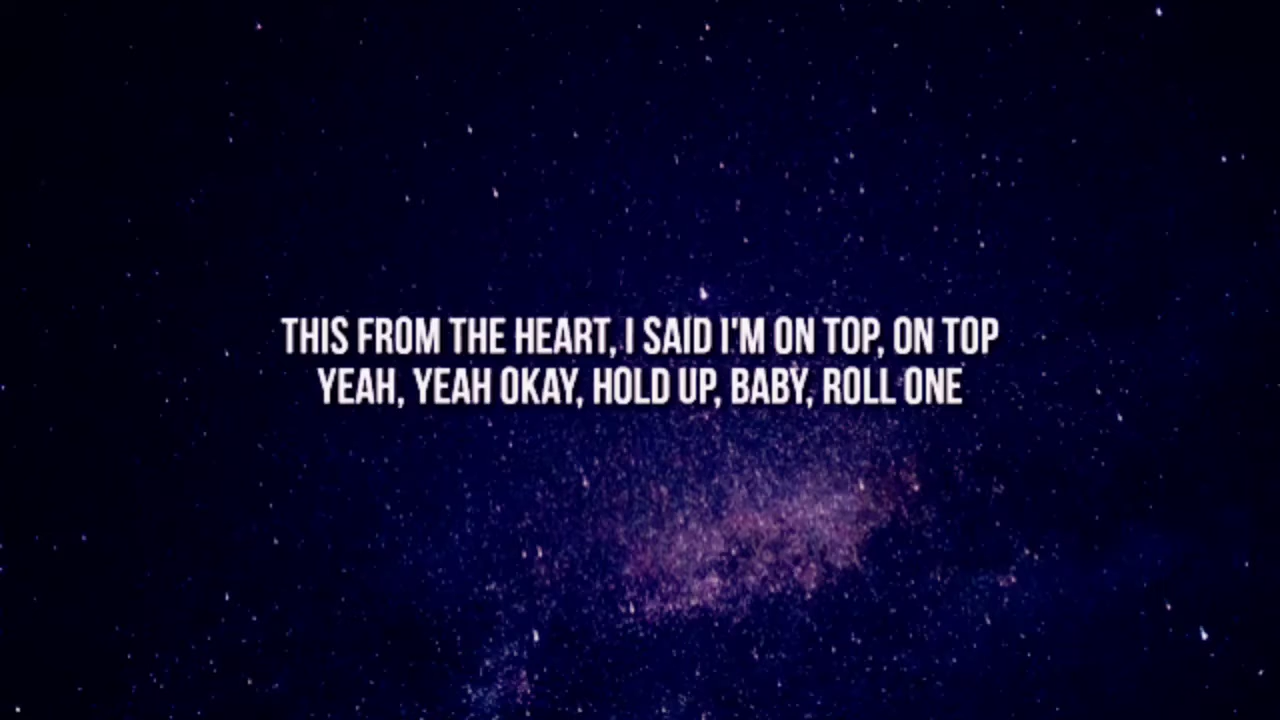 THIS FROM THE HEART, I SAID I'M ON TOP, ON TOP
YEAH, YEAH OKAY, HOLD UP, BABY, ROLL ONE